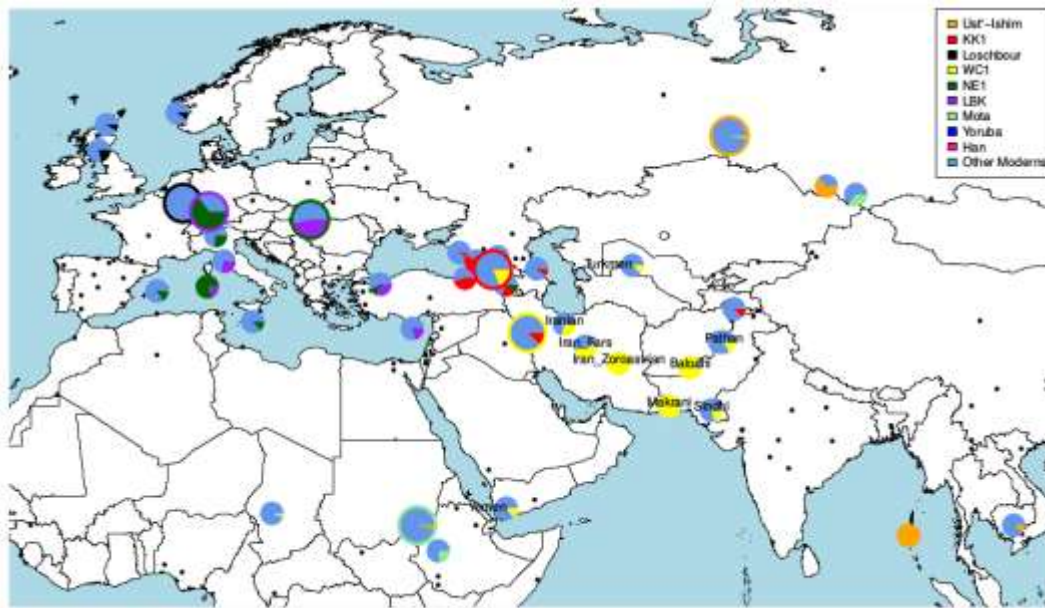 Ust'-Ishim
KK1
Loschbour
WC1
NE1
LBK
Mota
Yoruba
Han
Other Moderns
Turkmen
Iranian
Iran_Fars
Iran_Zoroastrian
Pathan
Balochi
Makrani
Sindhi
Yemeni